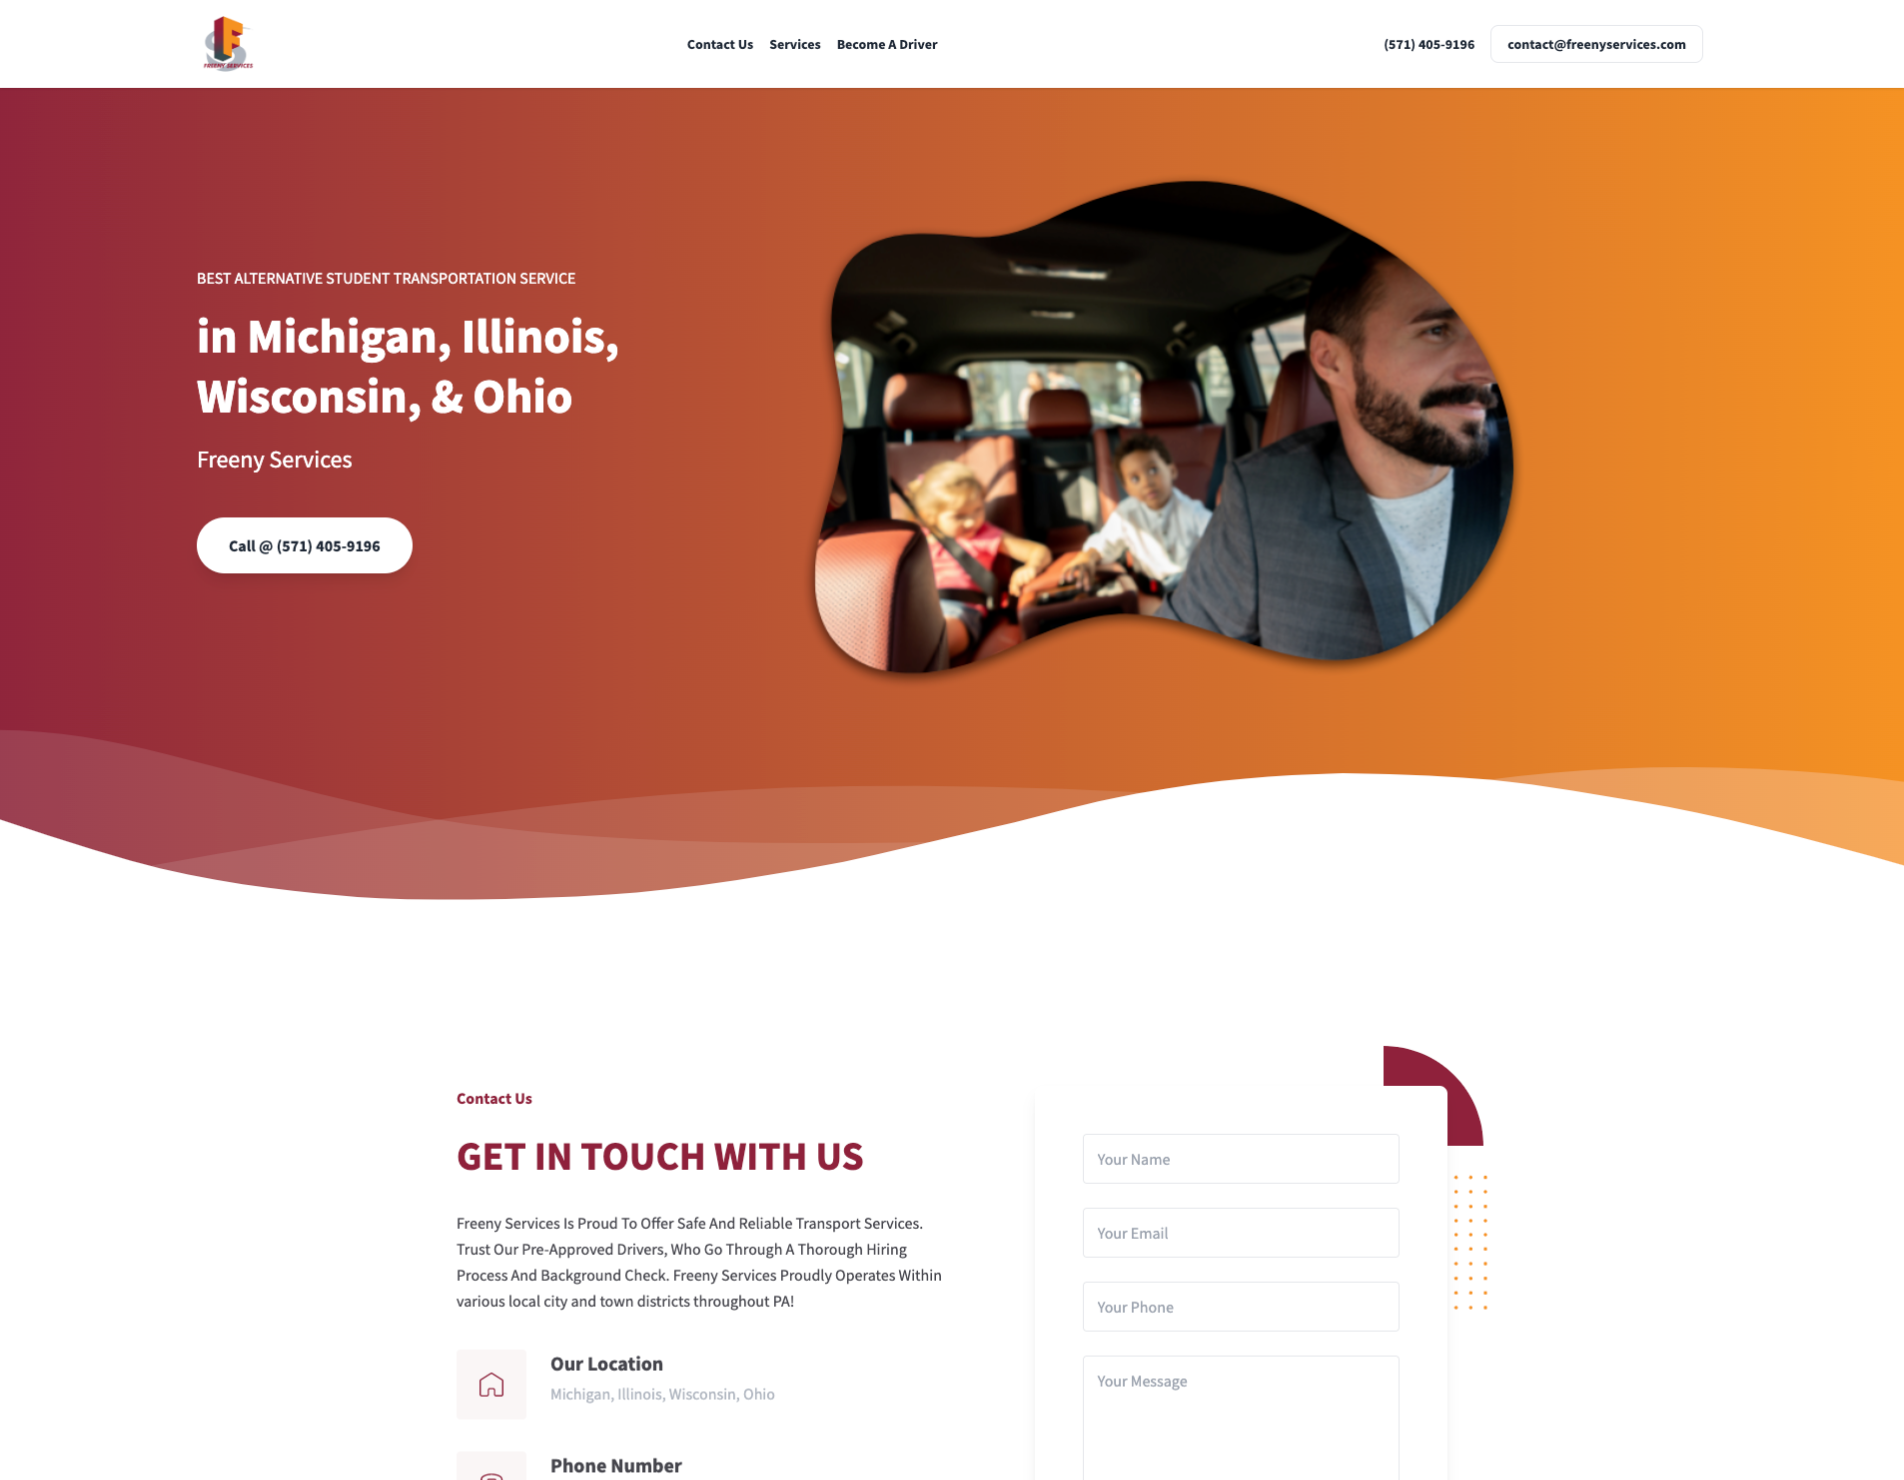 FREENY SERVICES
Contact Us
Services
Become A Driver
(571) 405-9196
contact@freenyservices.com
BEST ALTERNATIVE STUDENT TRANSPORTATION SERVICE
in Michigan, Illinois,
Wisconsin, & Ohio
Freeny Services
Call @ (571) 405-9196
Contact Us
GET IN TOUCH WITH US
Freeny Services Is Proud To Offer Safe And Reliable Transport Services.
Trust Our Pre-Approved Drivers, Who Go Through A Thorough Hiring
Process And Background Check. Freeny Services Proudly Operates Within
various local city and town districts throughout PA!
Our Location
Michigan, Illinois, Wisconsin, Ohio
Phone Number
Your Name
Your Email
Your Phone
Your Message